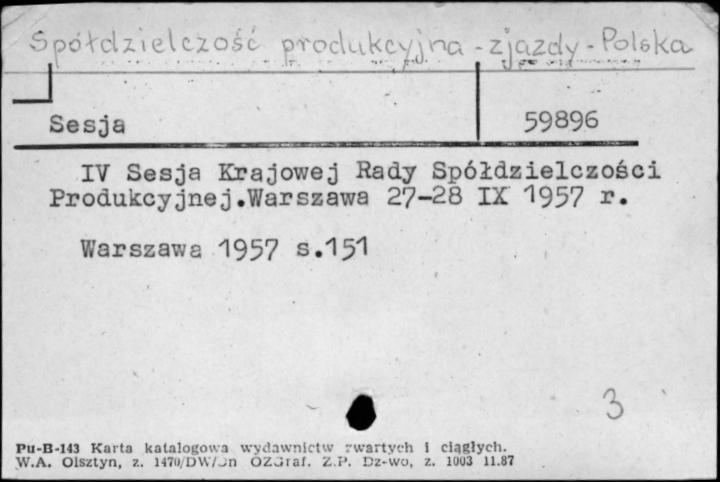 Spółdzielczość produkcyjna - zjazdy - Polska
Sesja 59896
IV Sesja Krajowej Rady Spółdzielczości
Produkcyjnej.Warszawa 27-28 IX 1957 r.
Warszawa 1957 s.151
3
Pu-B-143 Karta katalogowa wydawnictw zwartych i ciągłych.
W.A. Olsztyn, z. 1470/DW/Jn OZGraf. Z.P. Dz-wo, z. 1003 11.87